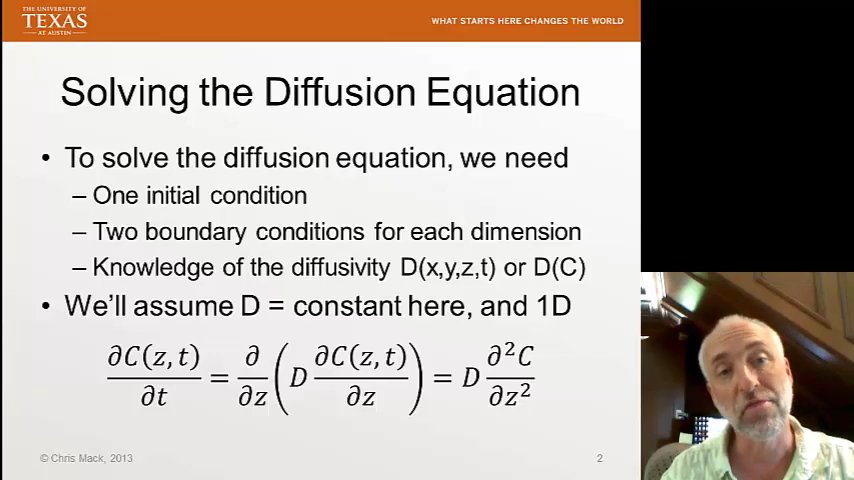 THE UNIVERSITY OF
TEXAS
AT AUSTIN
WHAT STARTS HERE CHANGES THE WORLD
Solving the Diffusion Equation
• To solve the diffusion equation, we need
– One initial condition
– Two boundary conditions for each dimension
– Knowledge of the diffusivity D(x,y,z,t) or D(C)
• We'll assume D = constant here, and 1D
∂C(z,t)/∂t = ∂/∂z (D ∂C(z,t)/∂z) = D ∂²C/∂z²
© Chris Mack, 2013
2